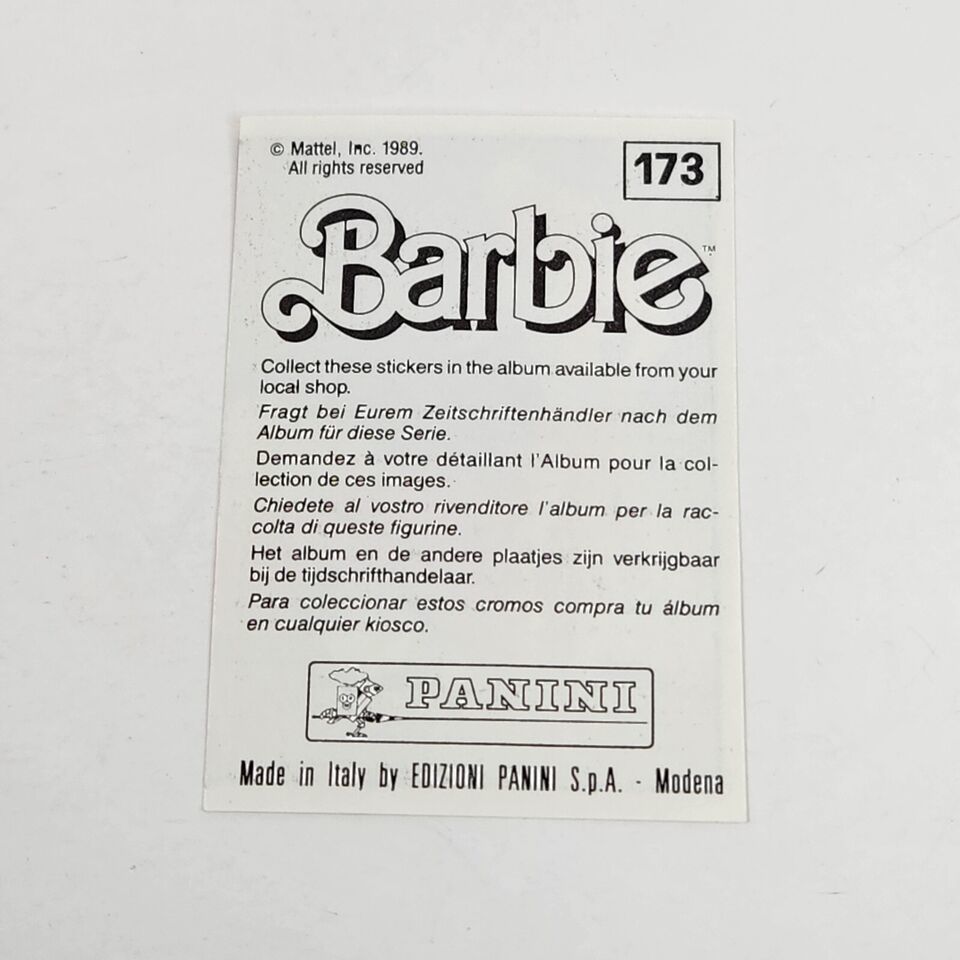 © Mattel, Inc. 1989.
All rights reserved
173
Barbie™
Collect these stickers in the album available from your
local shop.
Fragt bei Eurem Zeitschriftenhändler nach dem
Album für diese Serie.
Demandez à votre détaillant l'Album pour la col-
lection de ces images.
Chiedete al vostro rivenditore l'album per la rac-
colta di queste figurine.
Het album en de andere plaatjes zijn verkrijgbaar
bij de tijdschrifthandelaar.
Para coleccionar estos cromos compra tu álbum
en cualquier kiosco.
PANINI
Made in Italy by EDIZIONI PANINI S.p.A. - Modena